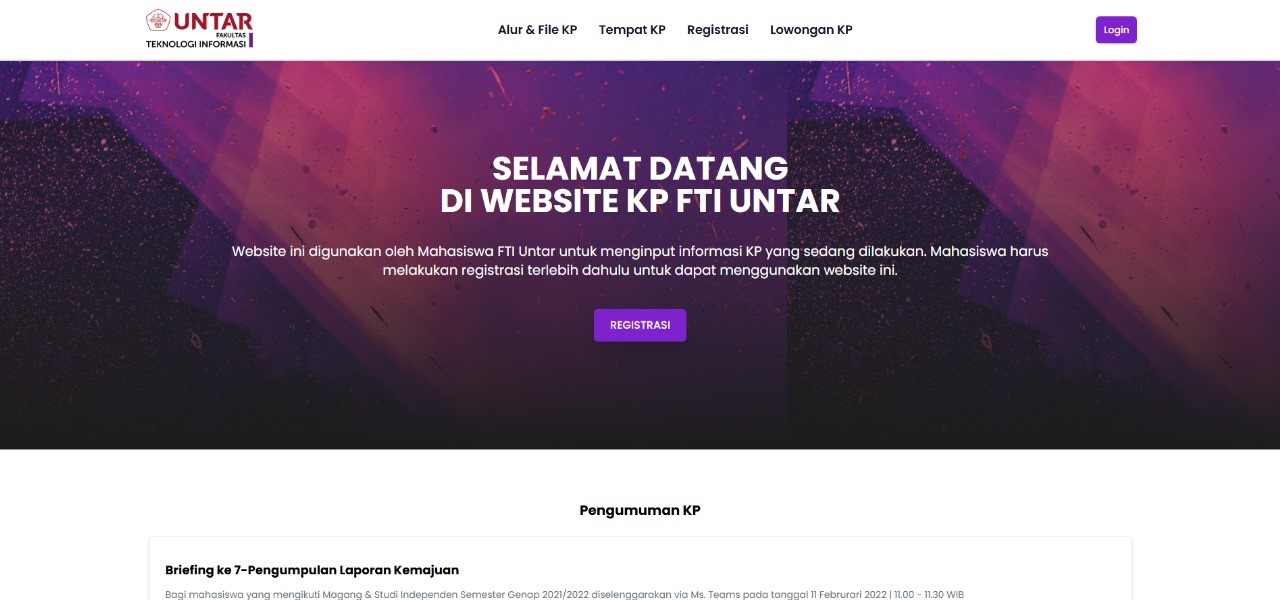 UNTAR
FAKULTAS
TEKNOLOGI INFORMASI
Alur & File KP
Tempat KP
Registrasi
Lowongan KP
Login
SELAMAT DATANG
DI WEBSITE KP FTI UNTAR
Website ini digunakan oleh Mahasiswa FTI Untar untuk menginput informasi KP yang sedang dilakukan. Mahasiswa harus
melakukan registrasi terlebih dahulu untuk dapat menggunakan website ini.
REGISTRASI
Pengumuman KP
Briefing ke 7-Pengumpulan Laporan Kemajuan
Bagi mahasiswa yang mengikuti Magang & Studi Independen Semester Genap 2021/2022 diselenggarakan via Ms. Teams pada tanggal 11 Februrari 2022 | 11.00 - 11.30 WIB